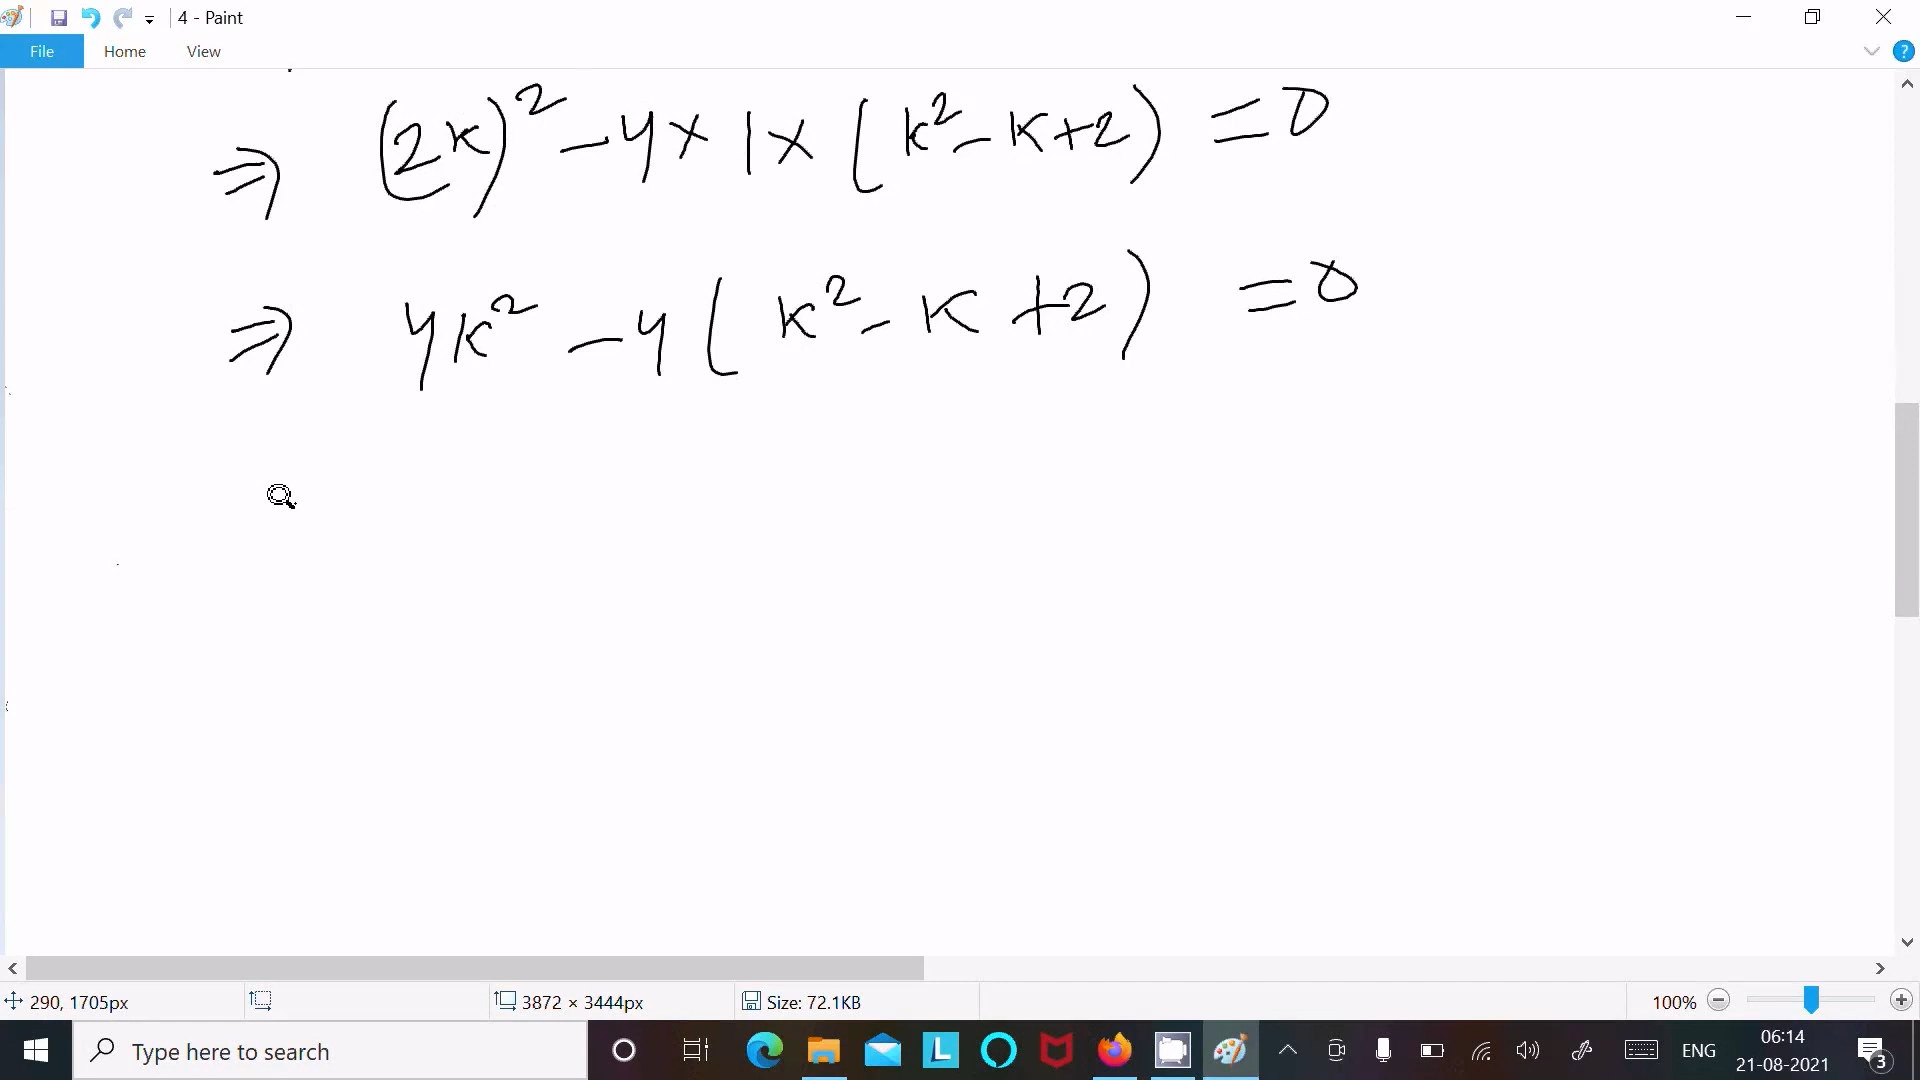 4 - Paint
File Home View
⇒ (2k)² - 4 × 1 × (k² - k + 2) = 0
⇒ 4k² - 4 (k² - k + 2) = 0
290, 1705px 3872 × 3444px Size: 72.1KB 100%
Type here to search L ENG 06:14
21-08-2021 3